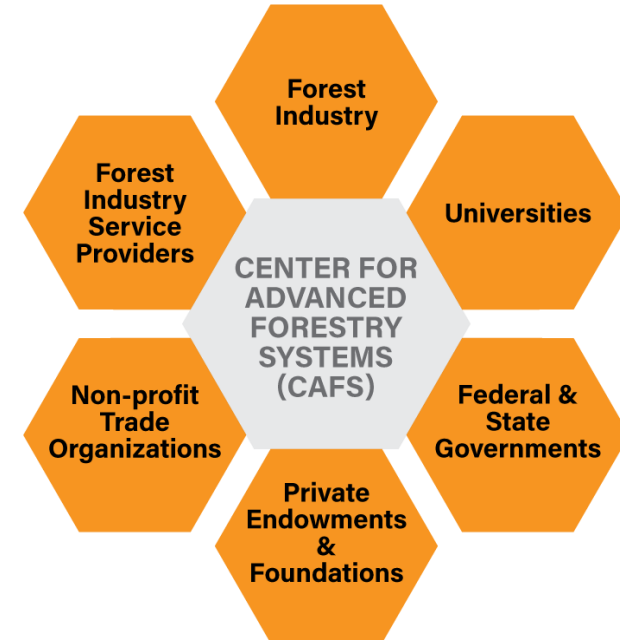 Forest
Industry
Universities
Federal &
State
Governments
Private
Endowments
&
Foundations
Non-profit
Trade
Organizations
Forest
Industry
Service
Providers
CENTER FOR
ADVANCED
FORESTRY
SYSTEMS
(CAFS)